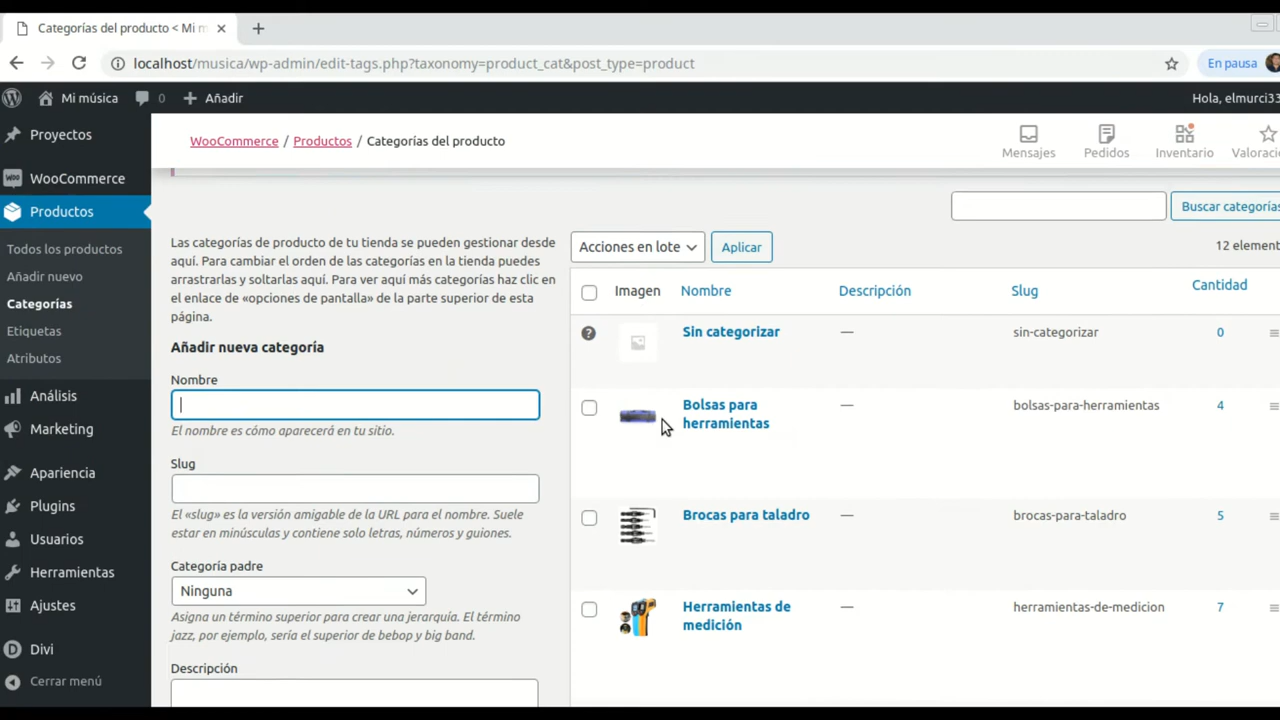 Categorías del producto < Mi m
localhost/musica/wp-admin/edit-tags.php?taxonomy=product_cat&post_type=product
En pausa
Mi música
0
Añadir
Hola, elmurci33
Proyectos
WooCommerce
Productos
Todos los productos
Añadir nuevo
Categorías
Etiquetas
Atributos
Análisis
Marketing
Apariencia
Plugins
Usuarios
Herramientas
Ajustes
Divi
Cerrar menú
WooCommerce / Productos / Categorías del producto
Mensajes
Pedidos
Inventario
Valoracio
Buscar categorías
Las categorías de producto de tu tienda se pueden gestionar desde
aquí. Para cambiar el orden de las categorías en la tienda puedes
arrastrarlas y soltarlas aquí. Para ver aquí más categorías haz clic en
el enlace de «opciones de pantalla» de la parte superior de esta
página.
Añadir nueva categoría
Nombre
El nombre es cómo aparecerá en tu sitio.
Slug
El «slug» es la versión amigable de la URL para el nombre. Suele
estar en minúsculas y contiene solo letras, números y guiones.
Categoría padre
Ninguna
Asigna un término superior para crear una jerarquía. El término
jazz, por ejemplo, sería el superior de bebop y big band.
Descripción
Acciones en lote
Aplicar
12 element
Imagen Nombre Descripción Slug Cantidad
Sin categorizar — sin-categorizar 0
Bolsas para
herramientas
— bolsas-para-herramientas 4
Brocas para taladro — brocas-para-taladro 5
Herramientas de
medición
— herramientas-de-medicion 7